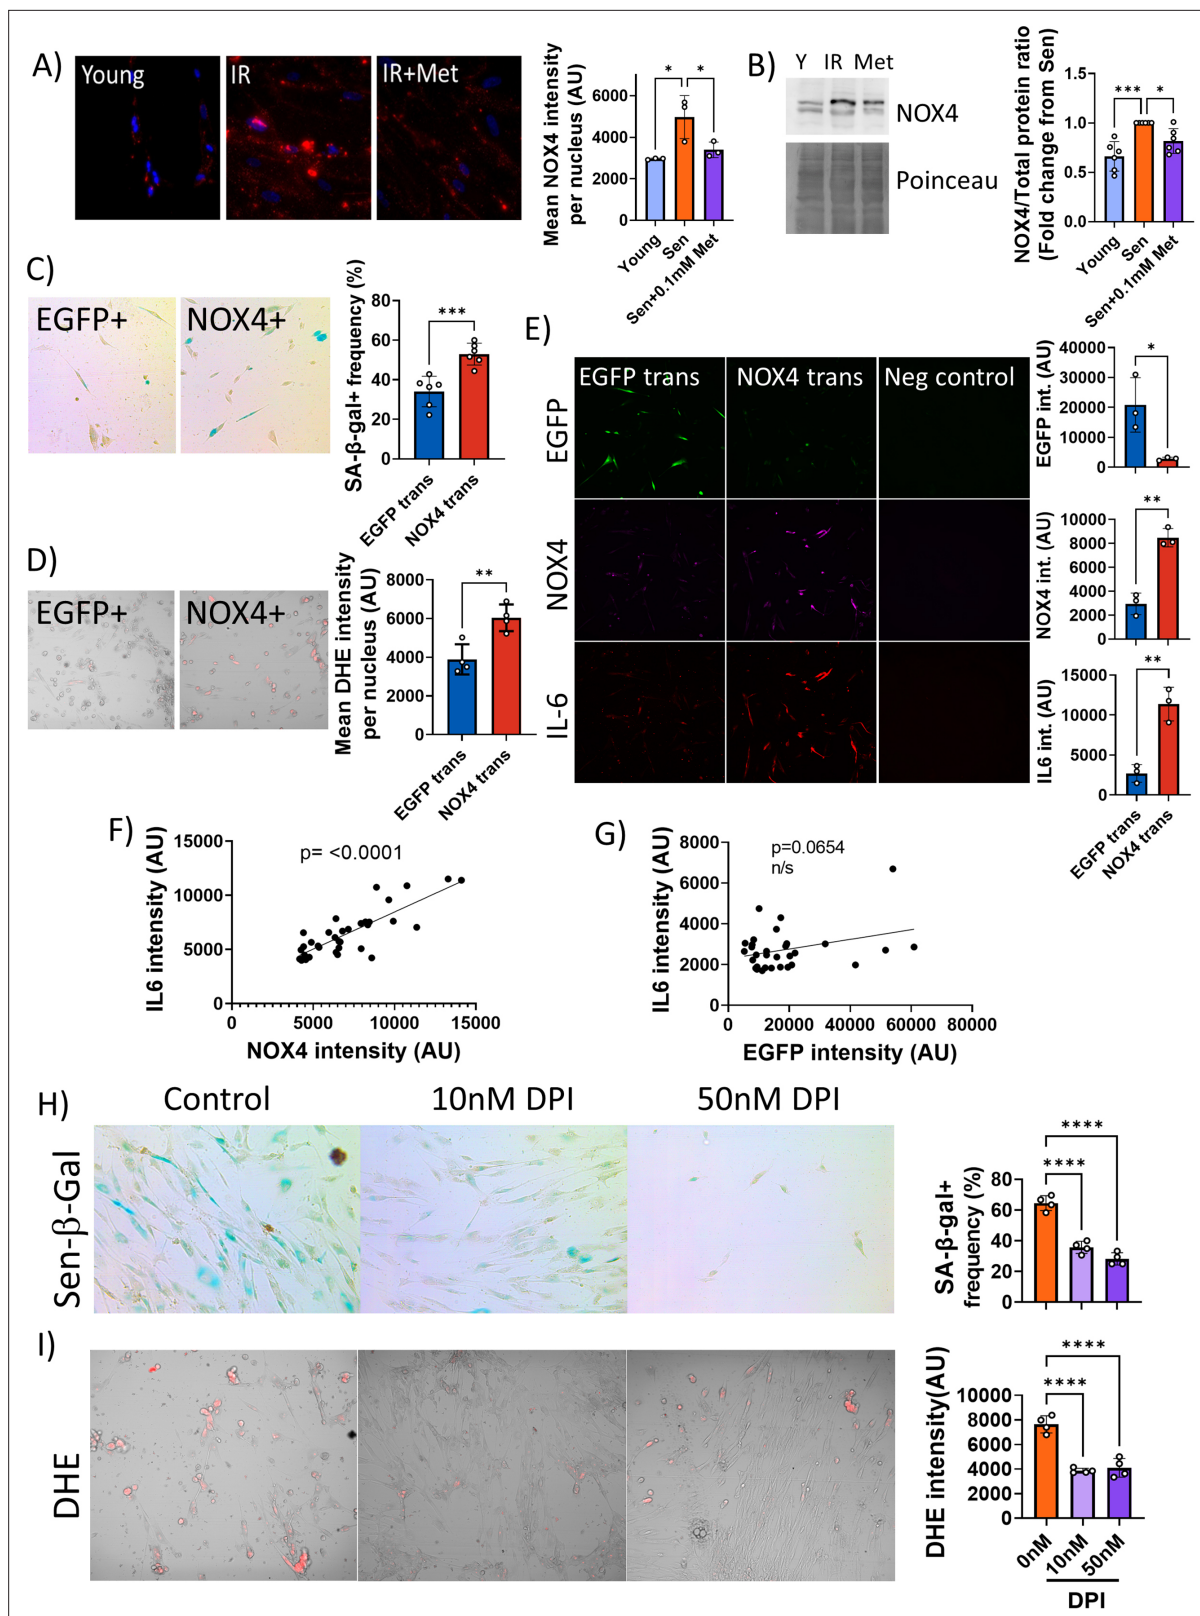 A)
Young
IR
IR+Met
Mean NOX4 intensity
per nucleus (AU)
6000
4000
2000
0
* *
Young
Sen
Sen+0.1mM Met
B)
Y IR Met
NOX4
Poinceau
NOX4/Total protein ratio
(Fold change from Sen)
1.5
1.0
0.5
0.0
*** *
Young
Sen
Sen+0.1mM Met
C)
EGFP+
NOX4+
SA-β-gal+ frequency (%)
80
60
40
20
0
***
EGFP trans
NOX4 trans
D)
EGFP+
NOX4+
Mean DHE intensity
per nucleus (AU)
8000
6000
4000
2000
0
**
EGFP trans
NOX4 trans
E)
EGFP trans
NOX4 trans
Neg control
EGFP
NOX4
IL-6
EGFP int. (AU)
40000
30000
20000
10000
0
*
NOX4 int. (AU)
10000
8000
6000
4000
2000
0
**
IL6 int. (AU)
15000
10000
5000
0
**
EGFP trans
NOX4 trans
F)
IL6 intensity (AU)
15000
10000
5000
0
p= <0.0001
0 5000 10000 15000
NOX4 intensity (AU)
G)
IL6 intensity (AU)
8000
6000
4000
2000
0
p=0.0654
n/s
0 20000 40000 60000 80000
EGFP intensity (AU)
H)
Control
10nM DPI
50nM DPI
Sen-β-Gal
SA-β-gal+
frequency (%)
80
60
40
20
0
****
****
I)
DHE
DHE intensity(AU)
10000
8000
6000
4000
2000
0
****
****
0nM
10nM
50nM
DPI